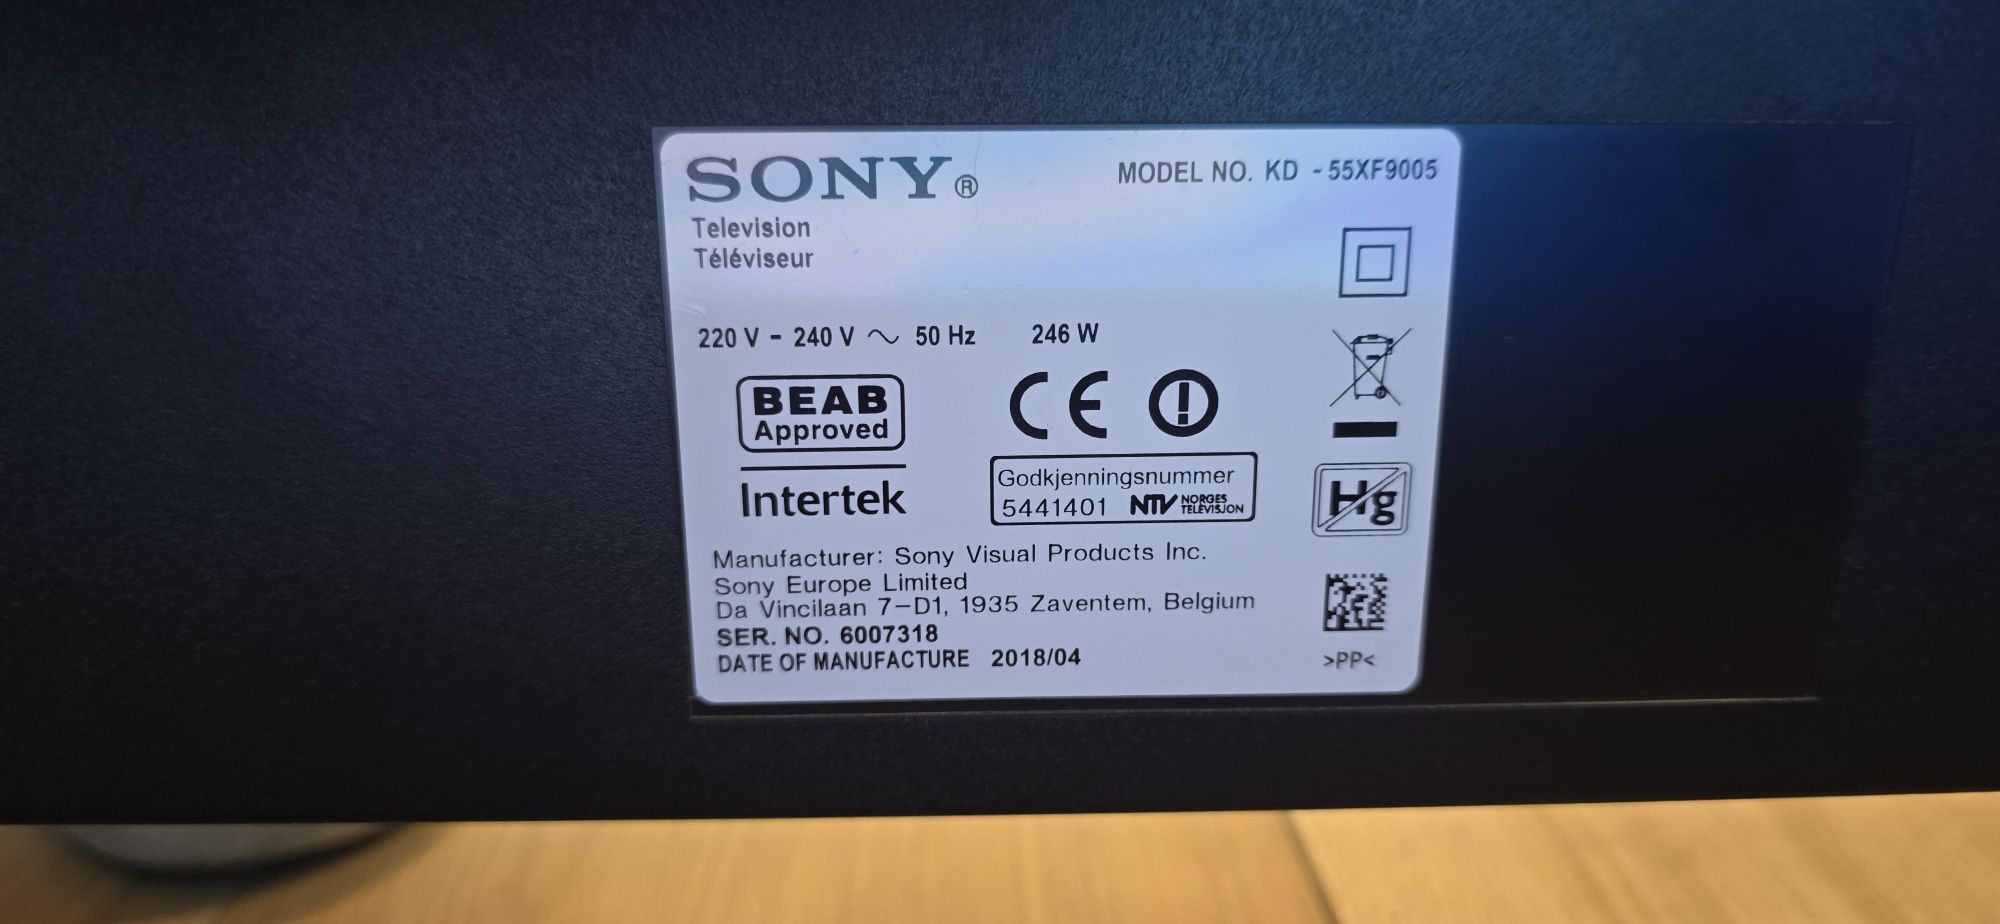 SONY®
MODEL NO. KD - 55XF9005
Television
Téléviseur
220 V - 240 V ~ 50 Hz 246 W
BEAB
Approved
Intertek
CE
Godkjenningsnummer
5441401 NTV NORGES TELEVISJON
Hg
Manufacturer: Sony Visual Products Inc.
Sony Europe Limited
Da Vincilaan 7-D1, 1935 Zaventem, Belgium
SER. NO. 6007318
DATE OF MANUFACTURE 2018/04
>PP<